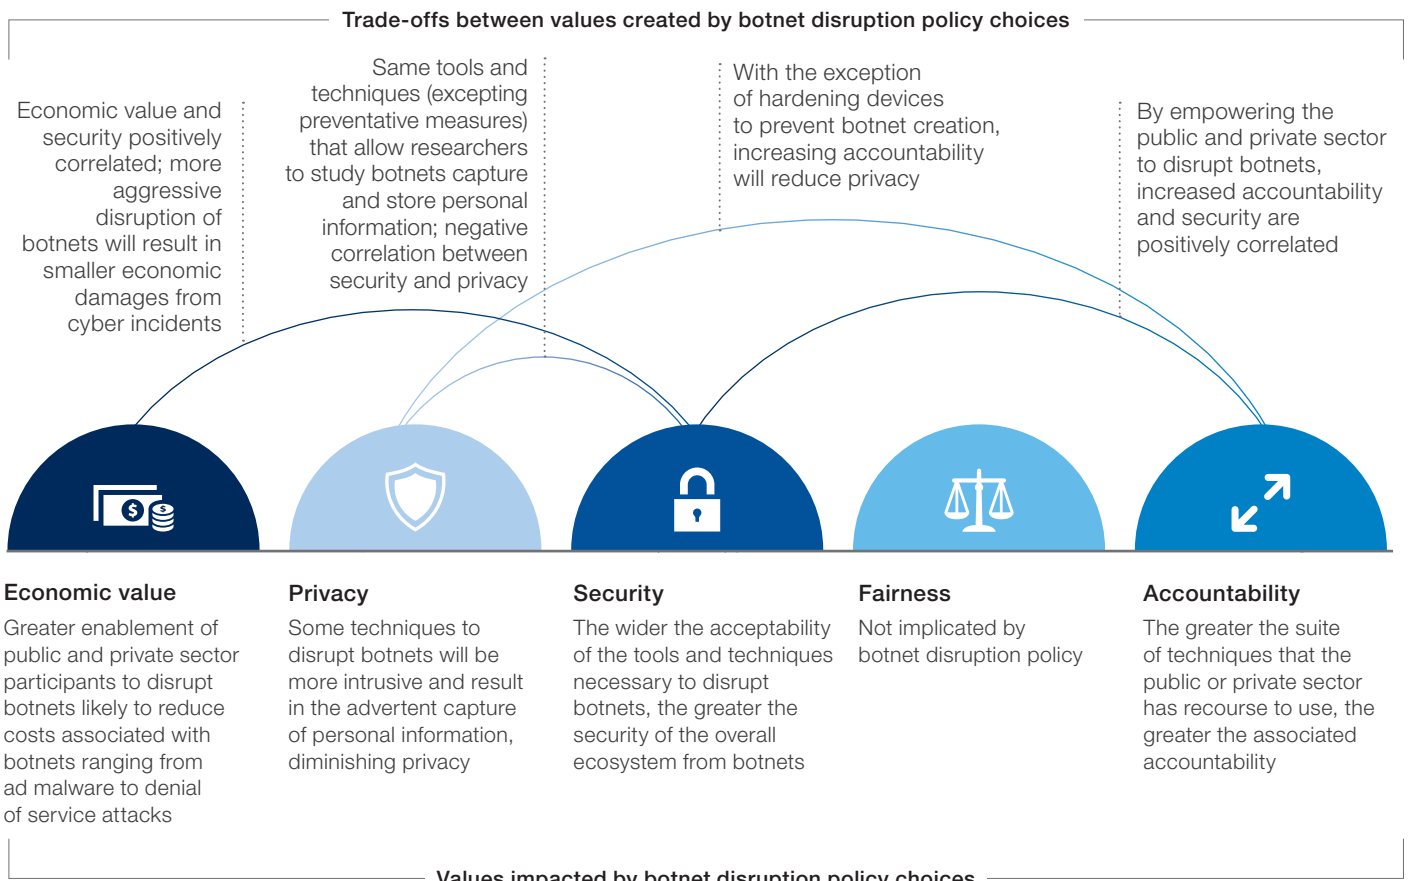 Trade-offs between values created by botnet disruption policy choices
Economic value and
security positively
correlated; more
aggressive
disruption of
botnets will result in
smaller economic
damages from
cyber incidents
Same tools and
techniques (excepting
preventative measures)
that allow researchers
to study botnets capture
and store personal
information; negative
correlation between
security and privacy
With the exception
of hardening devices
to prevent botnet creation,
increasing accountability
will reduce privacy
By empowering the
public and private sector
to disrupt botnets,
increased accountability
and security are
positively correlated
$
$
Economic value
Greater enablement of
public and private sector
participants to disrupt
botnets likely to reduce
costs associated with
botnets ranging from
ad malware to denial
of service attacks
Privacy
Some techniques to
disrupt botnets will be
more intrusive and result
in the advertent capture
of personal information,
diminishing privacy
Security
The wider the acceptability
of the tools and techniques
necessary to disrupt
botnets, the greater the
security of the overall
ecosystem from botnets
Fairness
Not implicated by
botnet disruption policy
Accountability
The greater the suite
of techniques that the
public or private sector
has recourse to use, the
greater the associated
accountability
Values impacted by botnet disruption policy choices